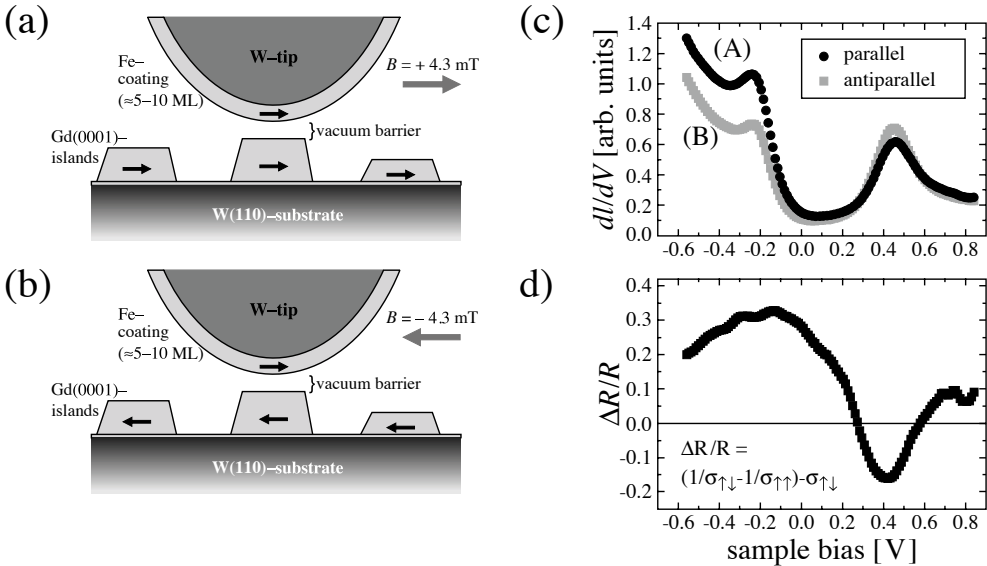 (a)
W–tip
Fe–
coating
(≈5–10 ML)
B = + 4.3 mT
}vacuum barrier
Gd(0001)–
islands
W(110)–substrate
(b)
W–tip
Fe–
coating
(≈5–10 ML)
B = – 4.3 mT
}vacuum barrier
Gd(0001)–
islands
W(110)–substrate
(c)
dI/dV [arb. units]
1.4
1.2
1.0
0.8
0.6
0.4
0.2
0.0
(A)
(B)
parallel
antiparallel
-0.6 -0.4 -0.2 0.0 0.2 0.4 0.6 0.8
d)
ΔR/R
0.3
0.2
0.1
0.0
-0.1
-0.2
ΔR/R =
(1/σ↑↓-1/σ↑↑)-σ↑↓
-0.6 -0.4 -0.2 0.0 0.2 0.4 0.6 0.8
sample bias [V]